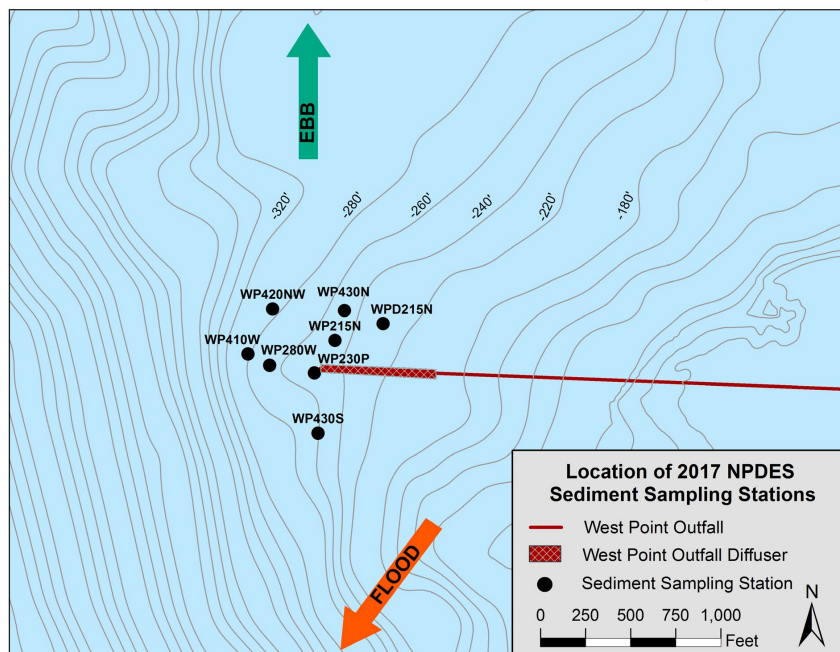 EBB
-320'
-280'
-260'
-240'
-220'
-180'
WP420NW
WP430N
WPD215N
WP215N
WP410W
WP280W
WP230P
WP430S
FLOOD
Location of 2017 NPDES
Sediment Sampling Stations
West Point Outfall
West Point Outfall Diffuser
Sediment Sampling Station
N
0 250 500 750 1,000
Feet